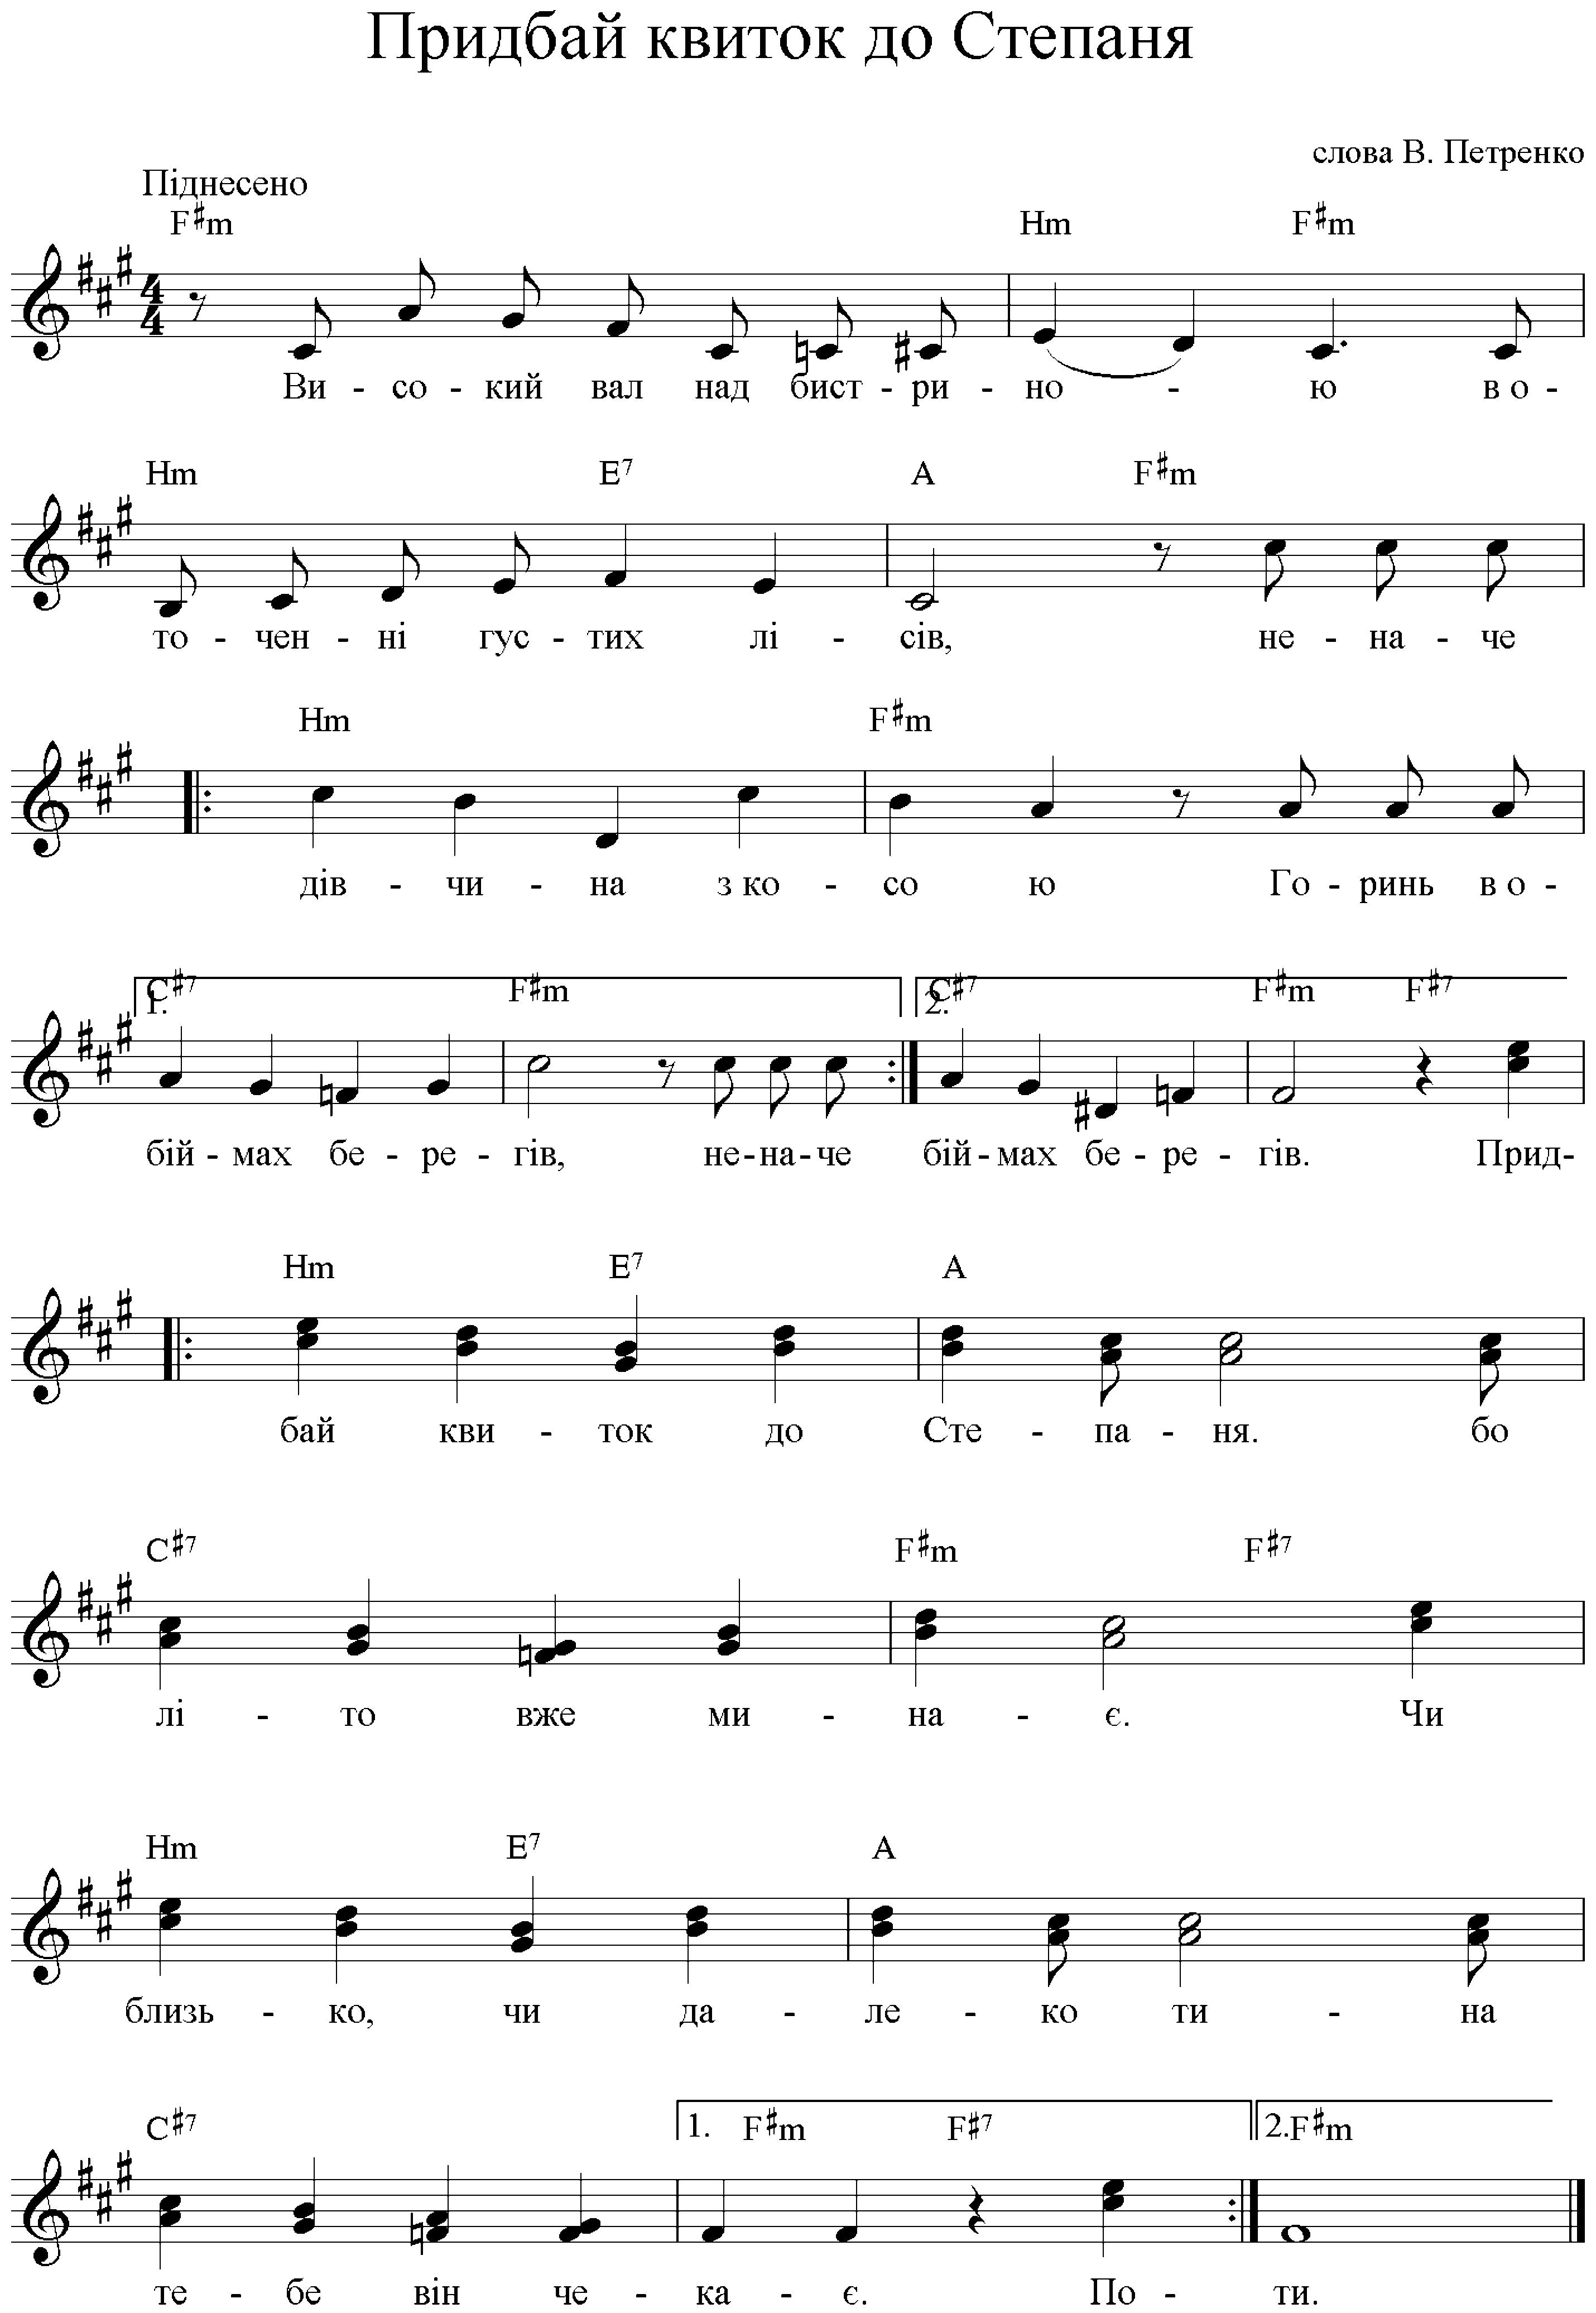 Придбай квиток до Степаня
слова В. Петренко
Піднесено
F♯m Hm F♯m
4/4
Ви - со - кий вал над бист - ри - но - ю в о -
Hm E7 A F♯m
то - чен - ні гус - тих лі - сів, не - на - че
Hm F♯m
дів - чи - на з ко - со ю Го - ринь в о -
1. C♯7 F♯m 2. C♯7 F♯m F♯7
бій - мах бе - ре - гів, не - на - че бій - мах бе - ре - гів. Прид-
Hm E7 A
бай кви - ток до Сте - па - ня. бо
C♯7 F♯m F♯7
лі - то вже ми - на - є. Чи
Hm E7 A
близь - ко, чи да - ле - ко ти - на
C♯7 1. F♯m F♯7 2. F♯m
те - бе він че - ка - є. По - ти.